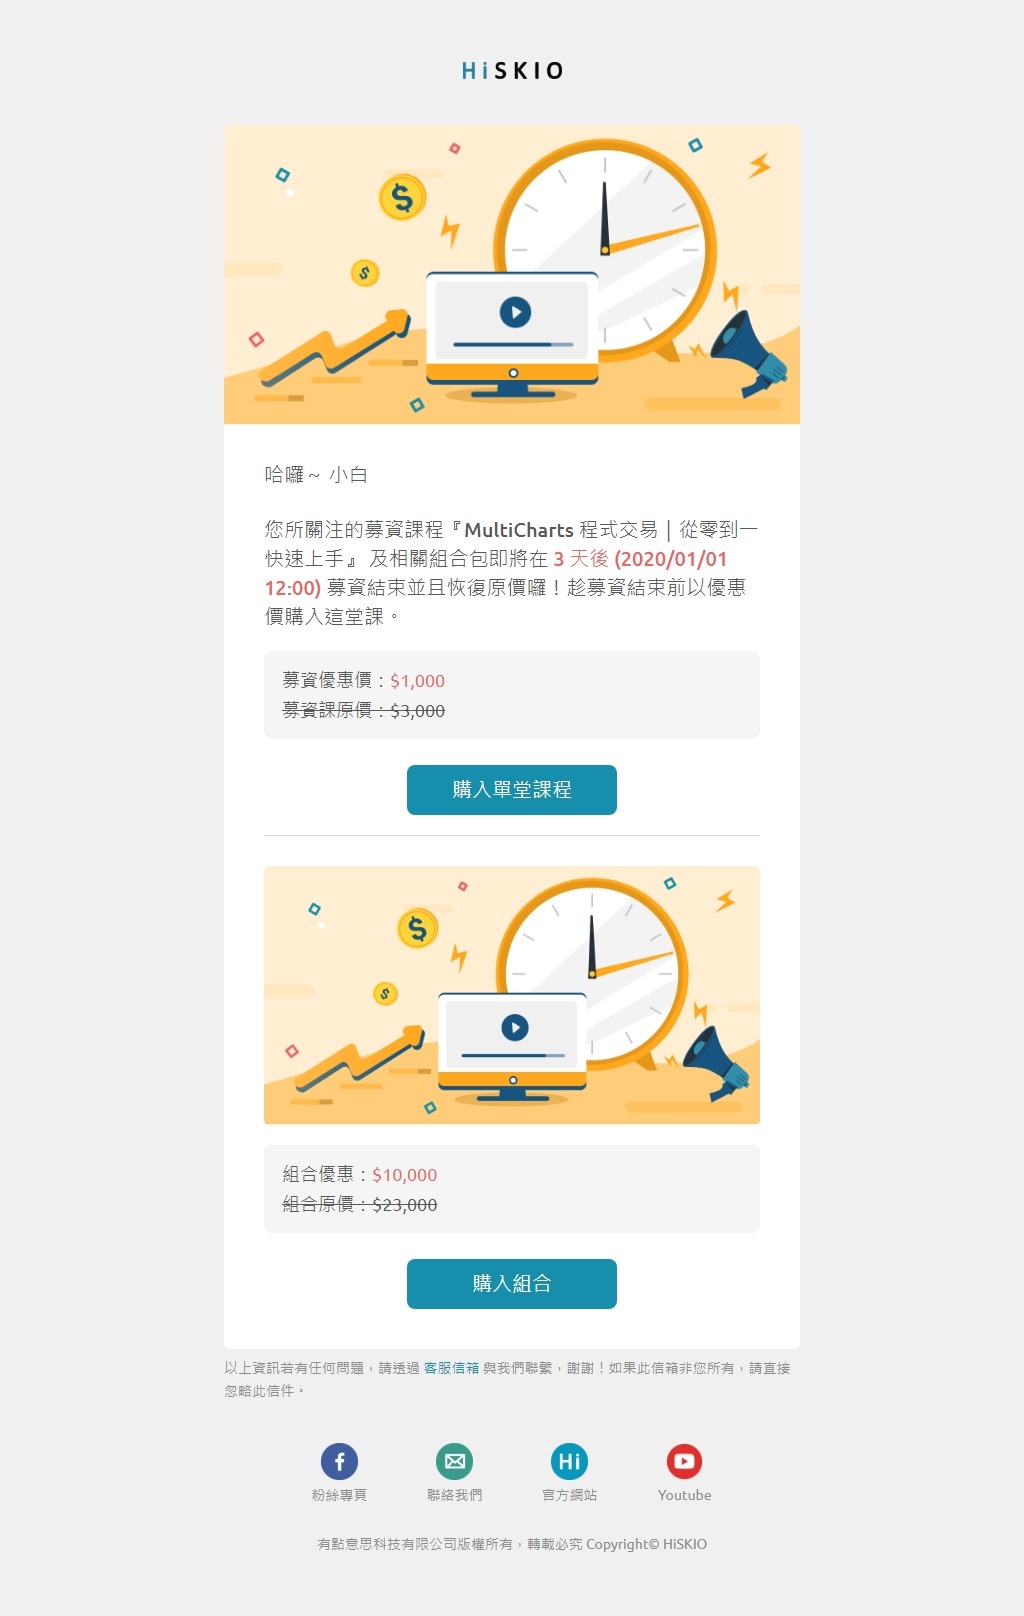 HiSKIO
哈囉～ 小白
您所關注的募資課程『MultiCharts 程式交易｜從零到一
快速上手』 及相關組合包即將在 3 天後 (2020/01/01
12:00) 募資結束並且恢復原價囉！趁募資結束前以優惠
價購入這堂課。
募資優惠價：$1,000
募資課原價：$3,000
購入單堂課程
組合優惠：$10,000
組合原價：$23,000
購入組合
以上資訊若有任何問題，請透過 客服信箱 與我們聯繫，謝謝！如果此信箱非您所有，請直接
忽略此信件。
粉絲專頁 聯絡我們 官方網站 Youtube
有點意思科技有限公司版權所有，轉載必究 Copyright© HiSKIO